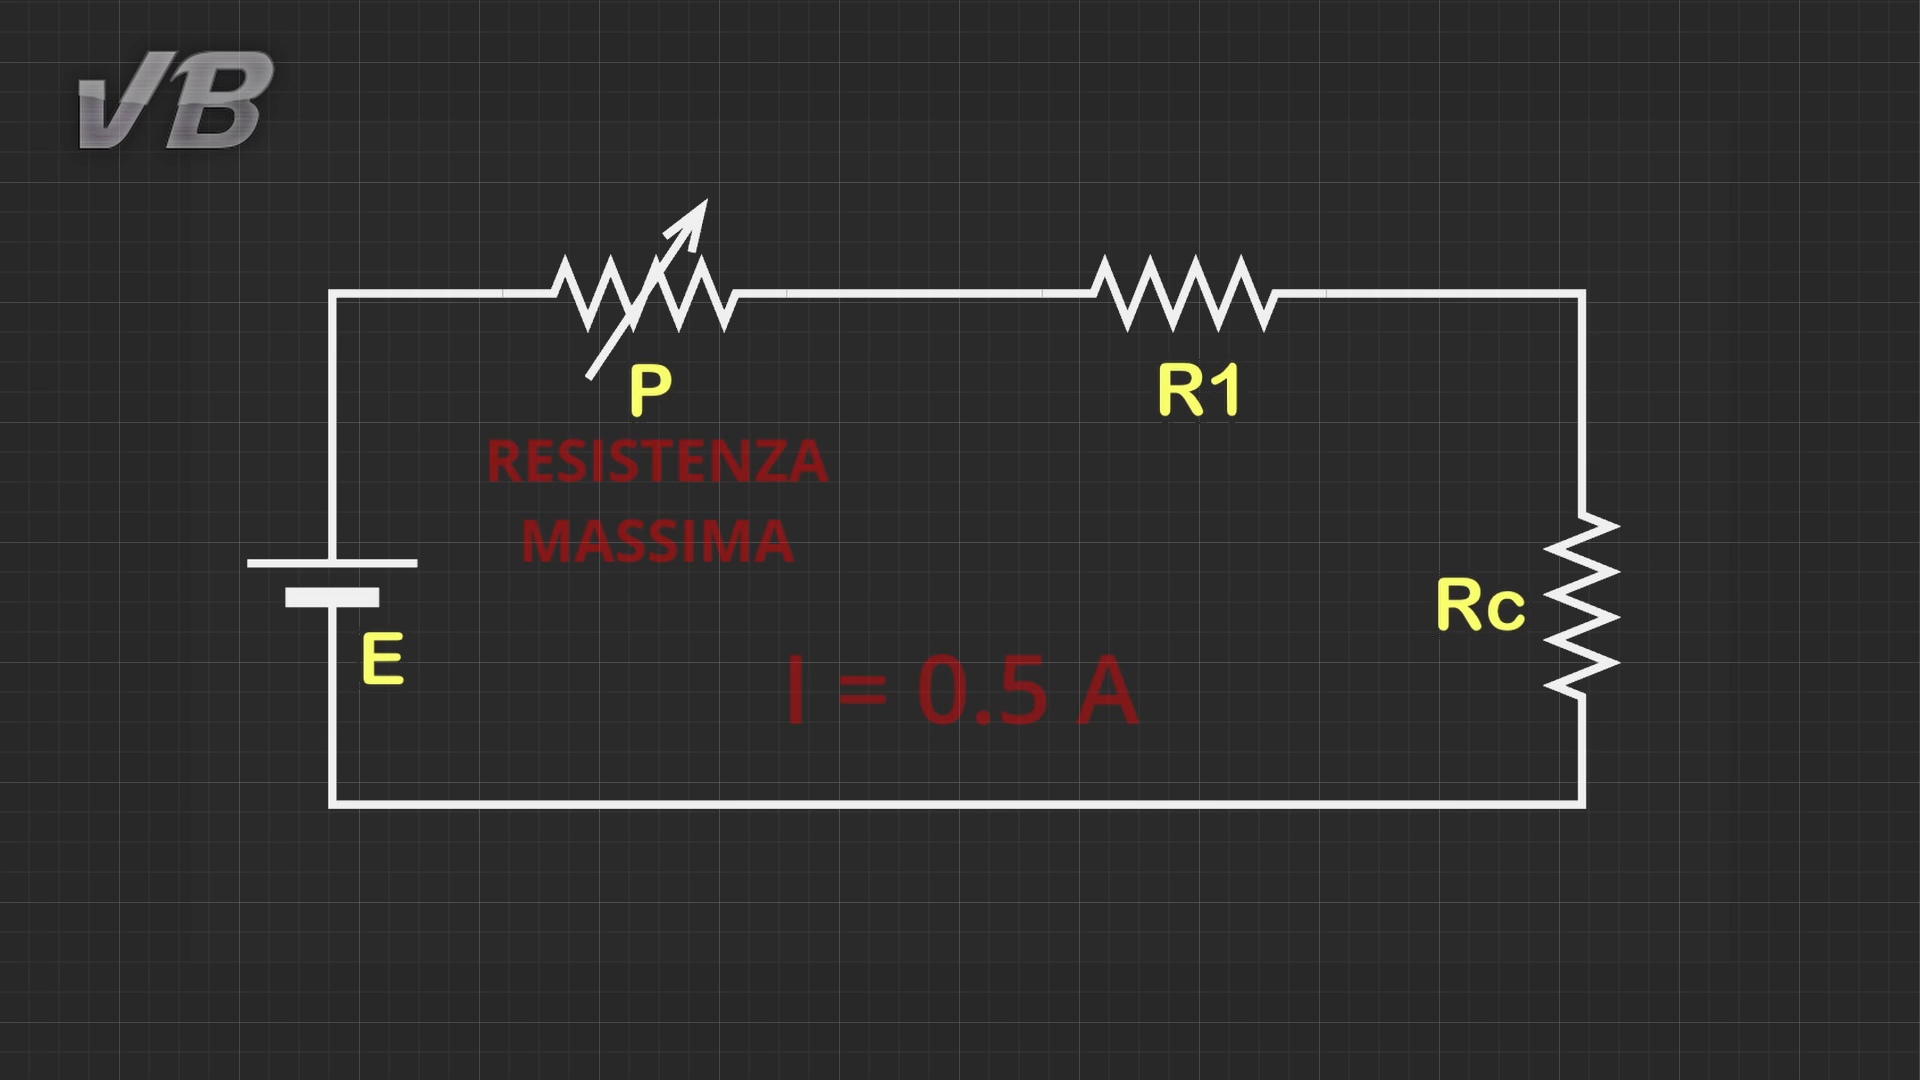 VB
P
R1
RESISTENZA
MASSIMA
Rc
E
I = 0.5 A